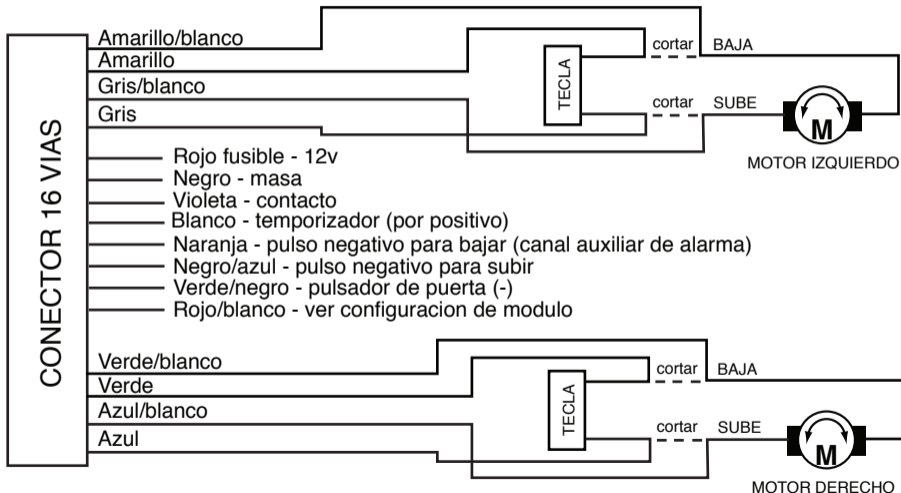 CONECTOR 16 VIAS
Amarillo/blanco
Amarillo
Gris/blanco
Gris
TECLA
cortar
BAJA
cortar
SUBE
M
MOTOR IZQUIERDO
Rojo fusible - 12v
Negro - masa
Violeta - contacto
Blanco - temporizador (por positivo)
Naranja - pulso negativo para bajar (canal auxiliar de alarma)
Negro/azul - pulso negativo para subir
Verde/negro - pulsador de puerta (-)
Rojo/blanco - ver configuracion de modulo
Verde/blanco
Verde
Azul/blanco
Azul
TECLA
cortar
BAJA
cortar
SUBE
M
MOTOR DERECHO